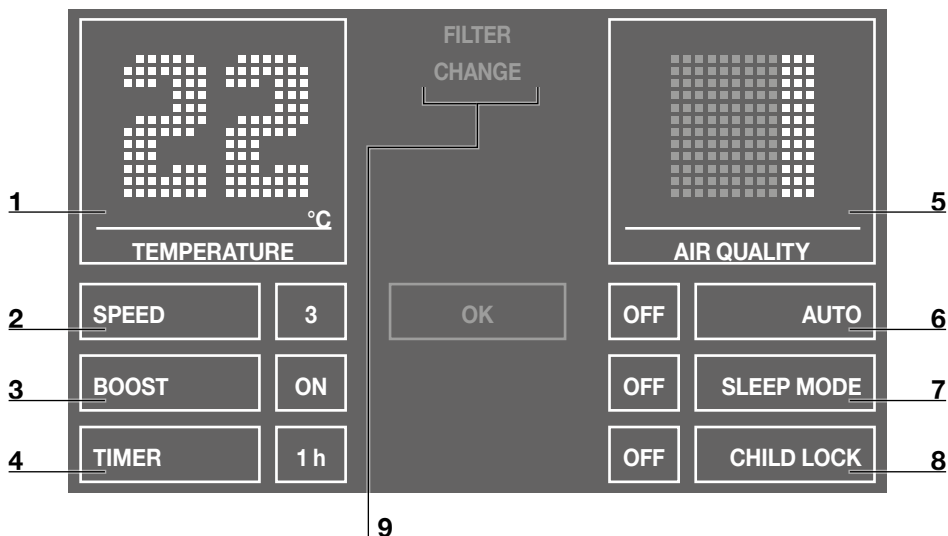 22
°C
TEMPERATURE
FILTER
CHANGE
AIR QUALITY
1
5
2
SPEED
3
OK
OFF
AUTO
6
3
BOOST
ON
OFF
SLEEP MODE
7
4
TIMER
1 h
OFF
CHILD LOCK
8
9